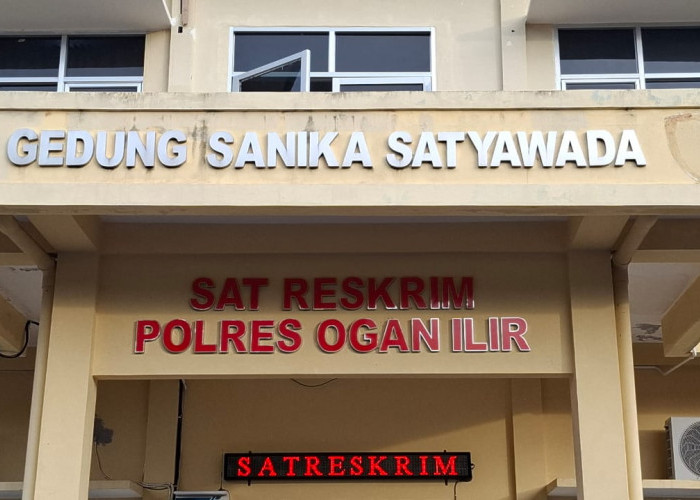 GEDUNG SANIKA SATYAWADA
SAT RESKRIM
POLRES OGAN ILIR
SATRESKRIM